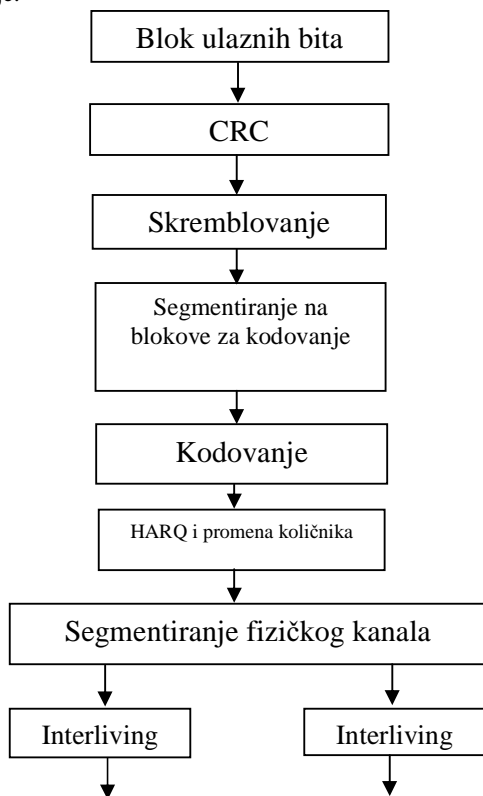 Blok ulaznih bita
CRC
Skremblovanje
Segmentiranje na
blokove za kodovanje
Kodovanje
HARQ i promena količnika
Segmentiranje fizičkog kanala
Interliving
Interliving